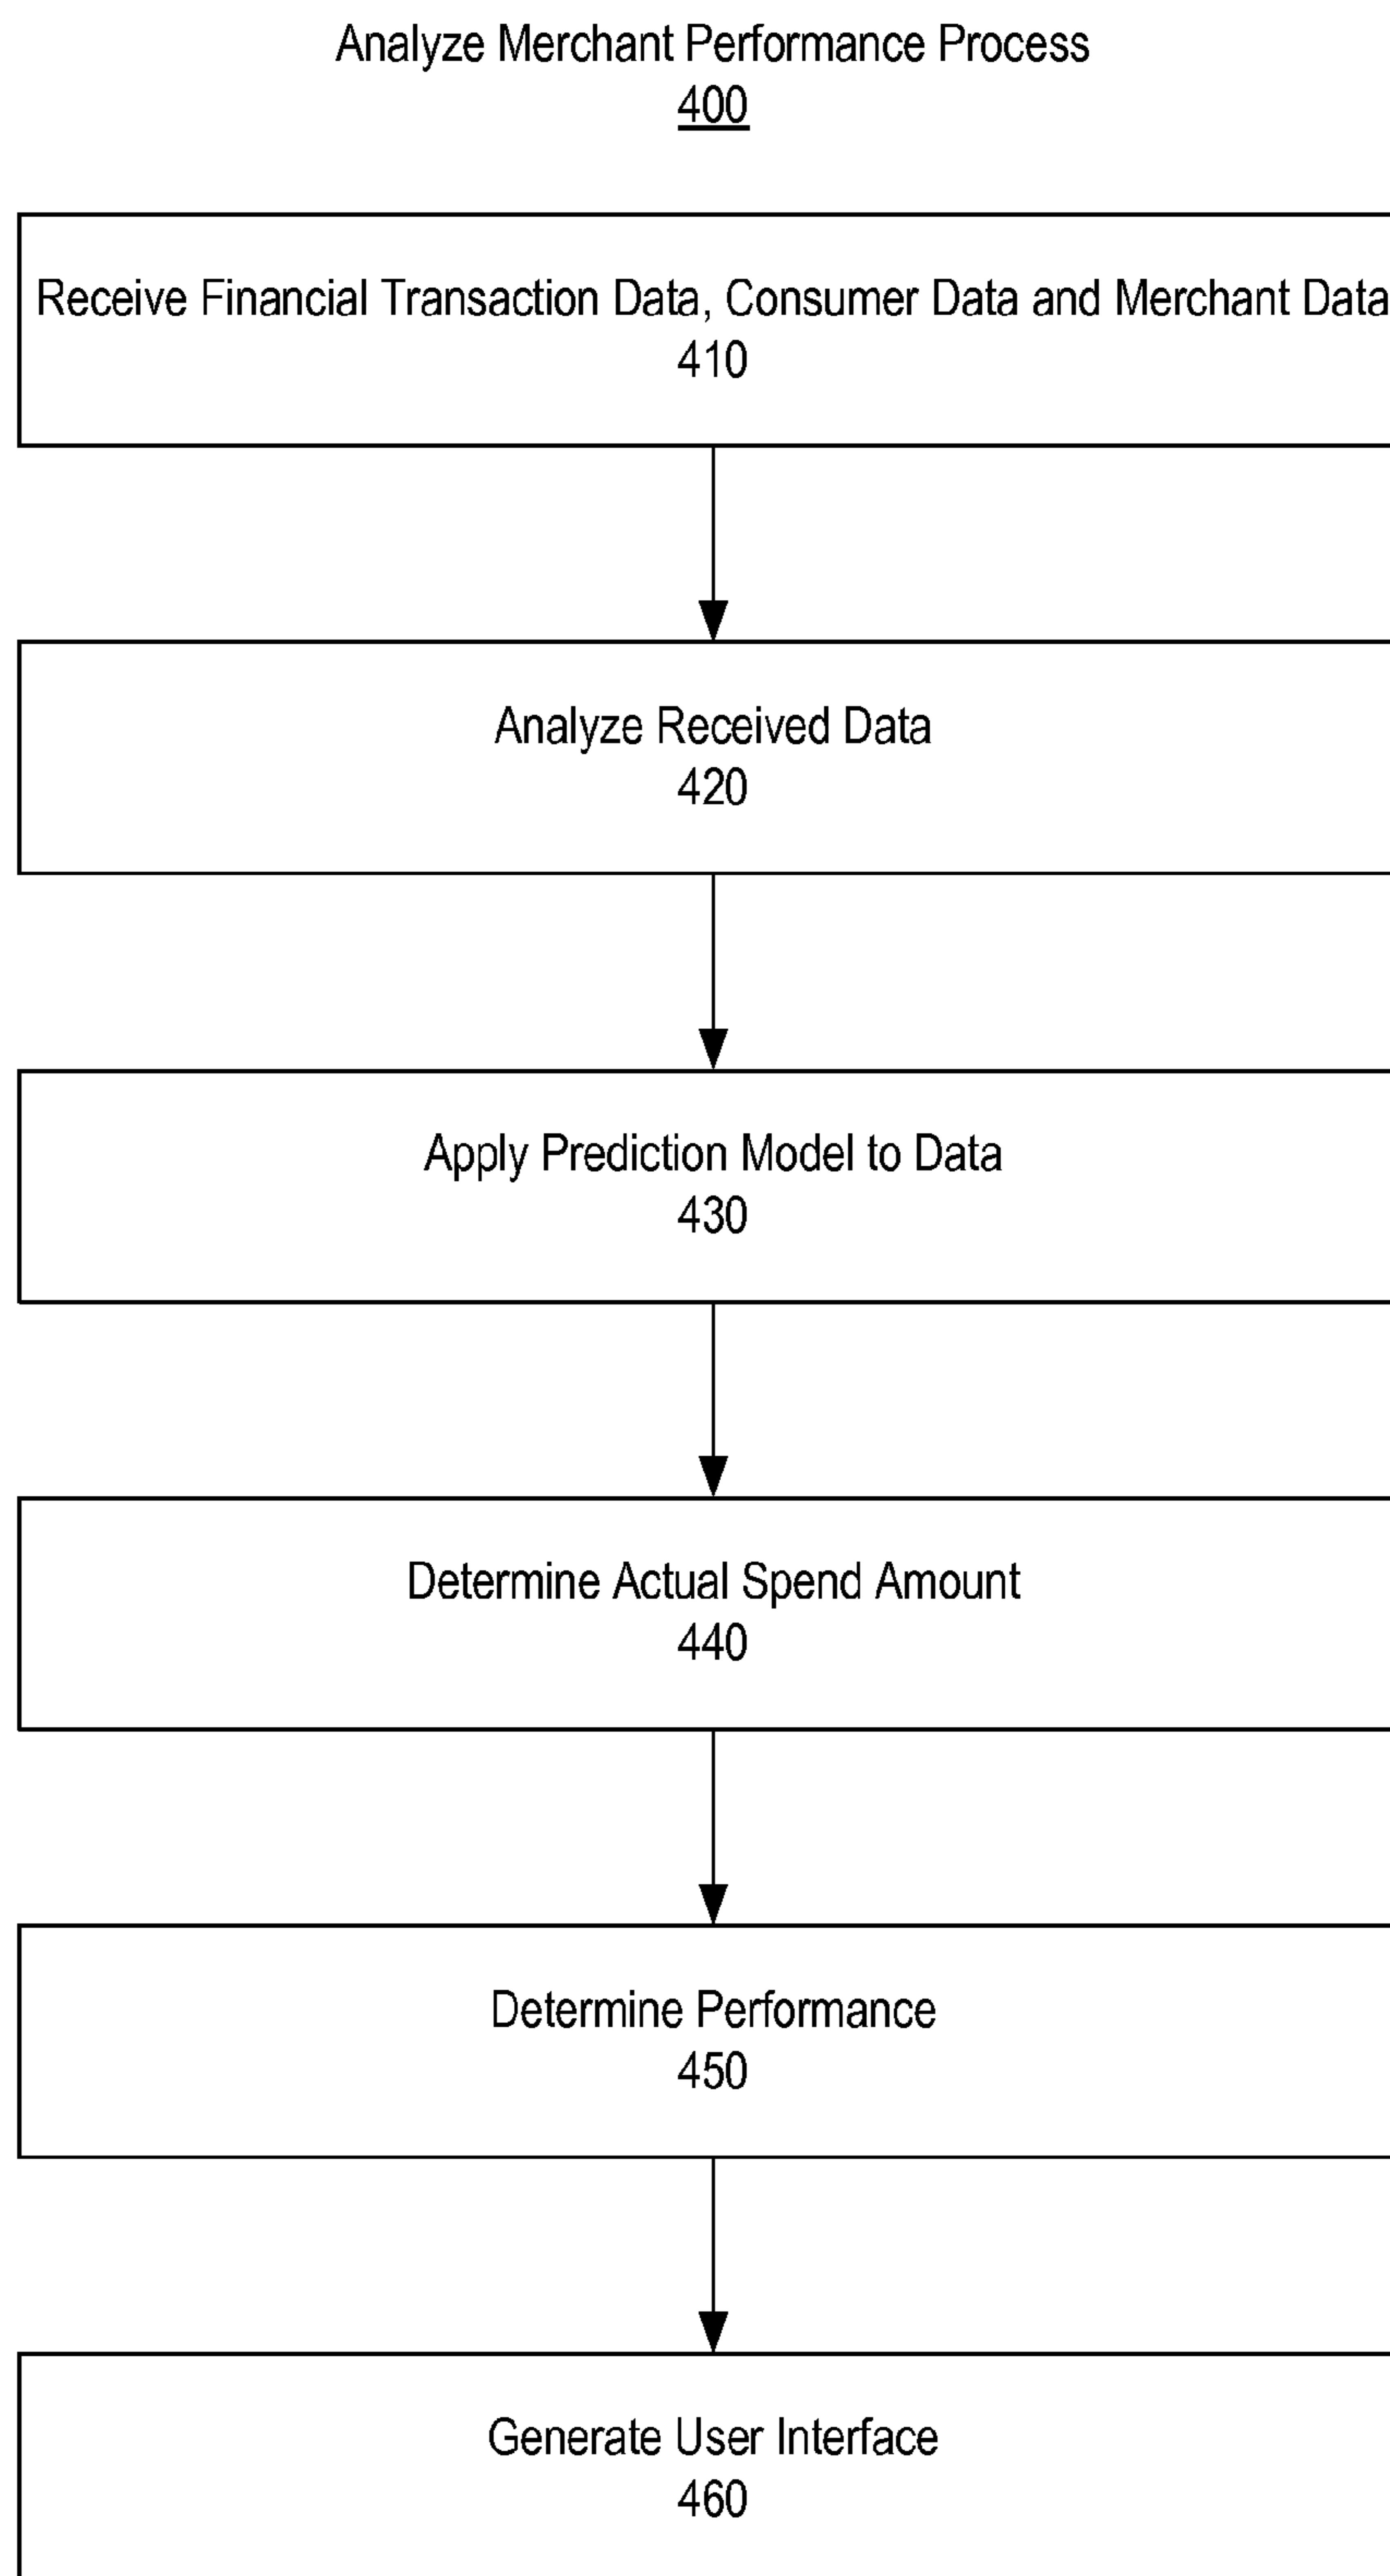 Analyze Merchant Performance Process
400
Receive Financial Transaction Data, Consumer Data and Merchant Data
410
Analyze Received Data
420
Apply Prediction Model to Data
430
Determine Actual Spend Amount
440
Determine Performance
450
Generate User Interface
460